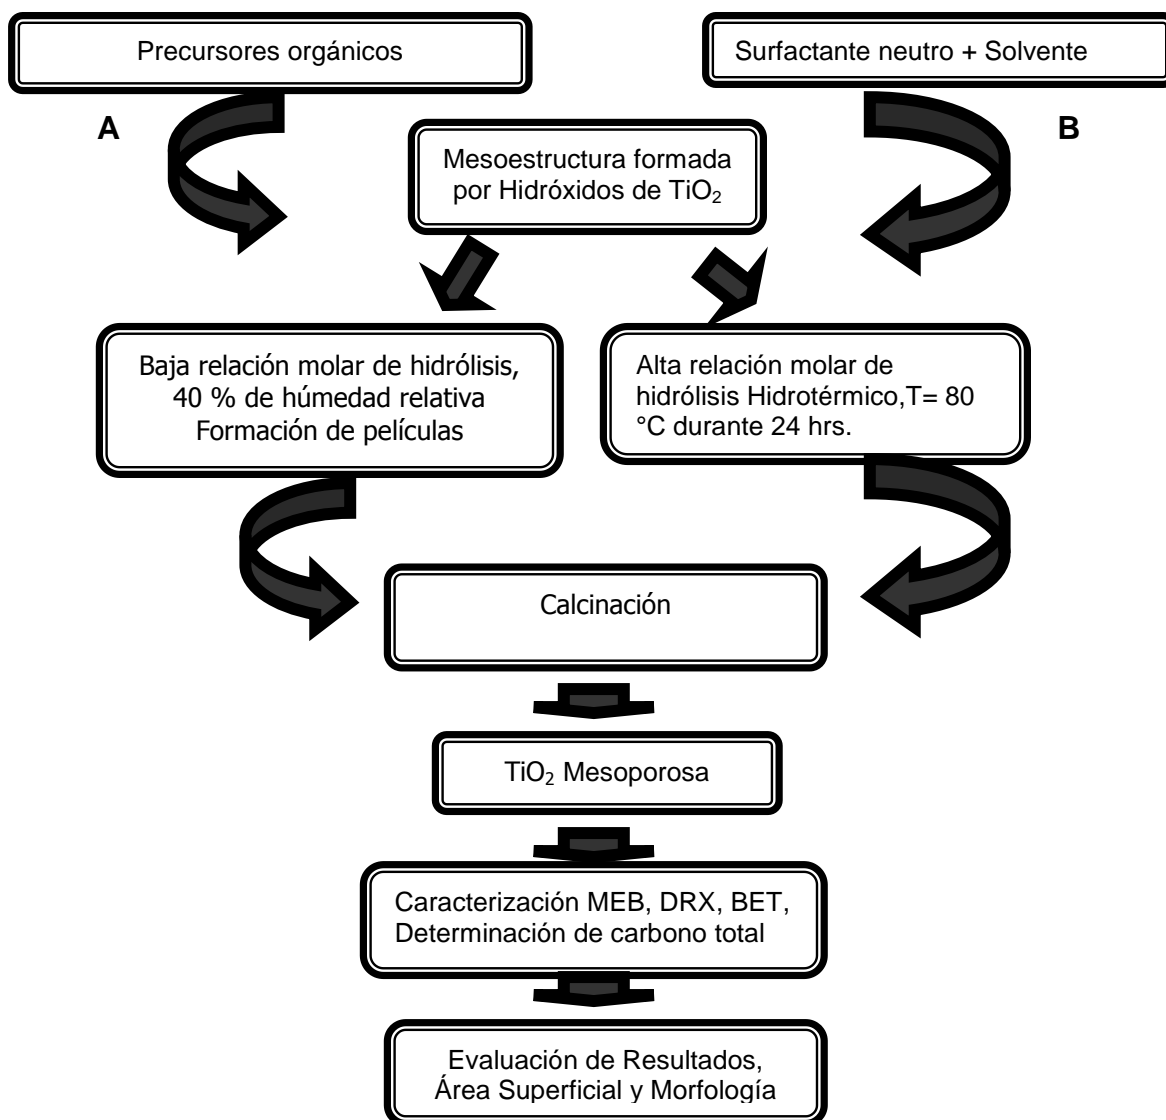 Precursores orgánicos
Surfactante neutro + Solvente
A
B
Mesoestructura formada
por Hidróxidos de TiO₂
Baja relación molar de hidrólisis,
40 % de húmedad relativa
Formación de películas
Alta relación molar de
hidrólisis Hidrotérmico,T= 80
°C durante 24 hrs.
Calcinación
TiO₂ Mesoporosa
Caracterización MEB, DRX, BET,
Determinación de carbono total
Evaluación de Resultados,
Área Superficial y Morfología